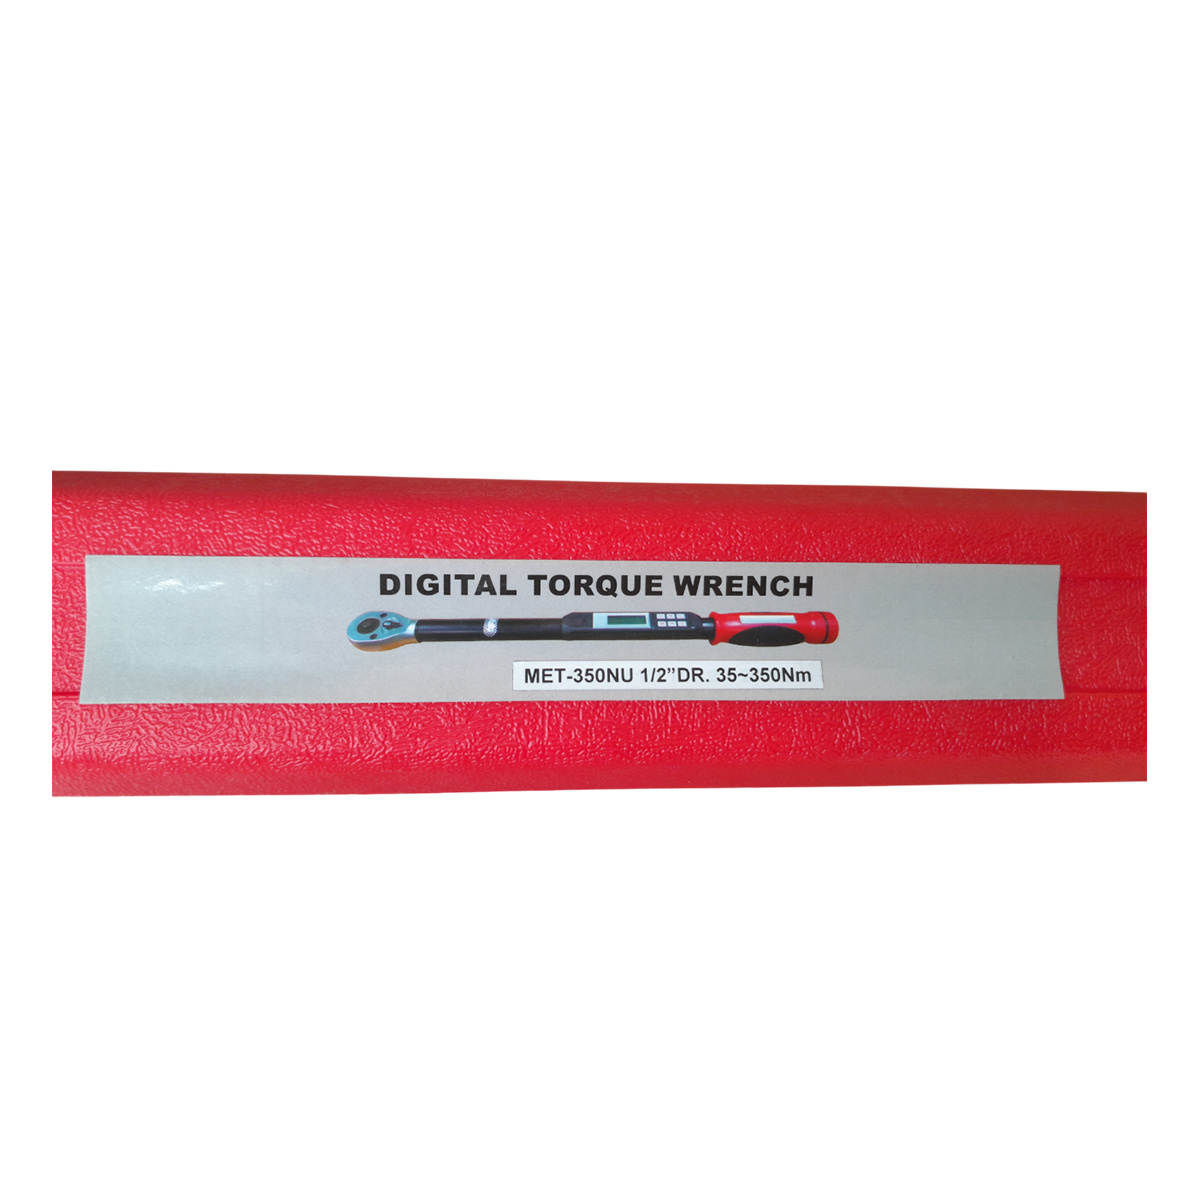 DIGITAL TORQUE WRENCH
MET-350NU 1/2”DR. 35~350Nm